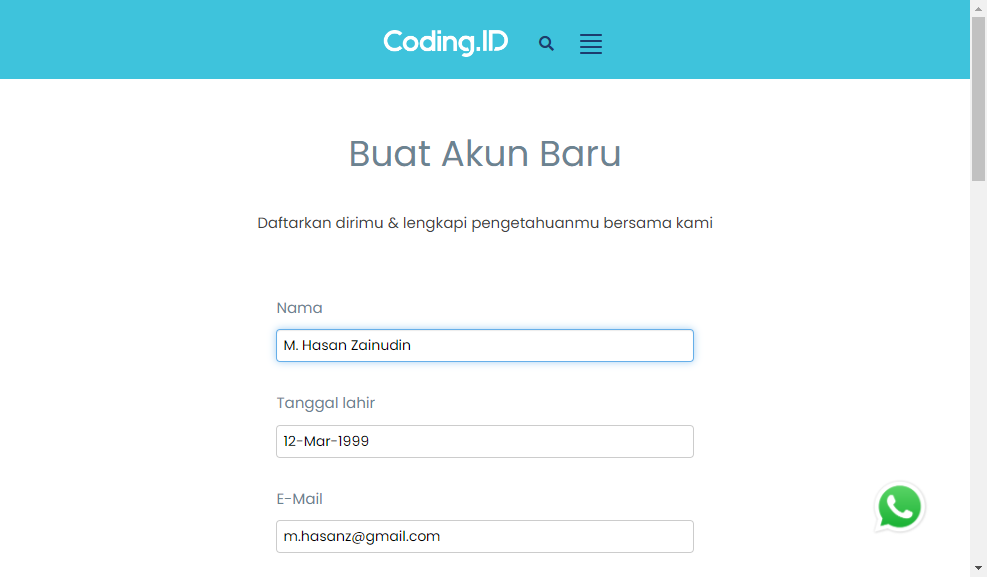 Coding.ID
Buat Akun Baru
Daftarkan dirimu & lengkapi pengetahuanmu bersama kami
Nama
M. Hasan Zainudin
Tanggal lahir
12-Mar-1999
E-Mail
m.hasanz@gmail.com